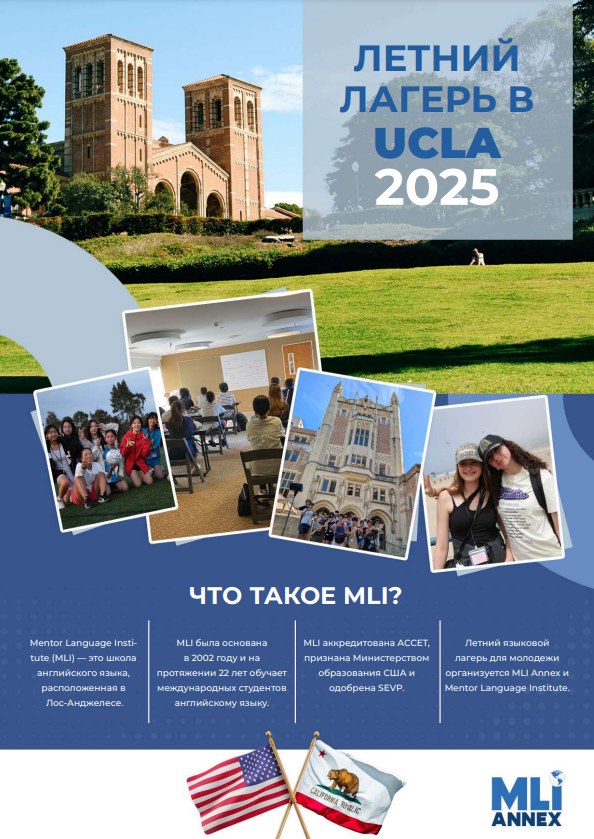 ЛЕТНИЙ
ЛАГЕРЬ В
UCLA
2025
ЧТО ТАКОЕ MLI?
Mentor Language Insti-
tute (MLI) — это школа
английского языка,
расположенная в
Лос-Анджелесе.
MLI была основана
в 2002 году и на
протяжении 22 лет обучает
международных студентов
английскому языку.
MLI аккредитована ACCET,
признана Министерством
образования США и
одобрена SEVP.
Летний языковой
лагерь для молодежи
организуется MLI Annex и
Mentor Language Institute.
CALIFORNIA REPUBLIC
MLI
ANNEX